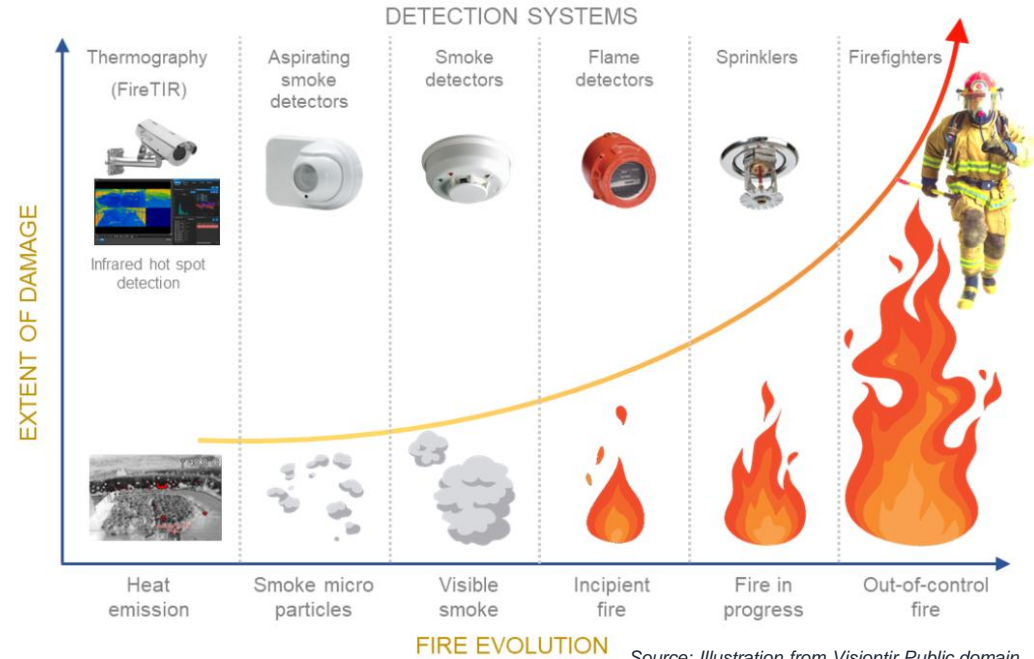 DETECTION SYSTEMS
Thermography
(FireTIR)
Aspirating
smoke
detectors
Smoke
detectors
Flame
detectors
Sprinklers
Firefighters
Infrared hot spot
detection
EXTENT OF DAMAGE
Heat
emission
Smoke micro
particles
Visible
smoke
Incipient
fire
Fire in
progress
Out-of-control
fire
FIRE EVOLUTION
Source: Illustration from Visiontir Public domain